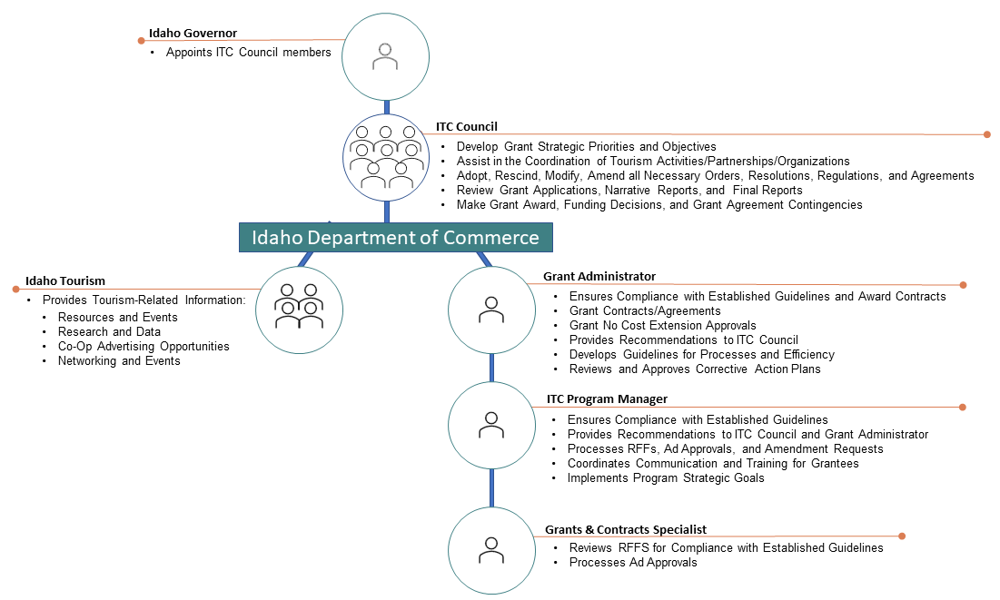 Idaho Governor
• Appoints ITC Council members
ITC Council
• Develop Grant Strategic Priorities and Objectives
• Assist in the Coordination of Tourism Activities/Partnerships/Organizations
• Adopt, Rescind, Modify, Amend all Necessary Orders, Resolutions, Regulations, and Agreements
• Review Grant Applications, Narrative Reports, and Final Reports
• Make Grant Award, Funding Decisions, and Grant Agreement Contingencies
Idaho Department of Commerce
Idaho Tourism
• Provides Tourism-Related Information:
• Resources and Events
• Research and Data
• Co-Op Advertising Opportunities
• Networking and Events
Grant Administrator
• Ensures Compliance with Established Guidelines and Award Contracts
• Grant Contracts/Agreements
• Grant No Cost Extension Approvals
• Provides Recommendations to ITC Council
• Develops Guidelines for Processes and Efficiency
• Reviews and Approves Corrective Action Plans
ITC Program Manager
• Ensures Compliance with Established Guidelines
• Provides Recommendations to ITC Council and Grant Administrator
• Processes RFFs, Ad Approvals, and Amendment Requests
• Coordinates Communication and Training for Grantees
• Implements Program Strategic Goals
Grants & Contracts Specialist
• Reviews RFFS for Compliance with Established Guidelines
• Processes Ad Approvals